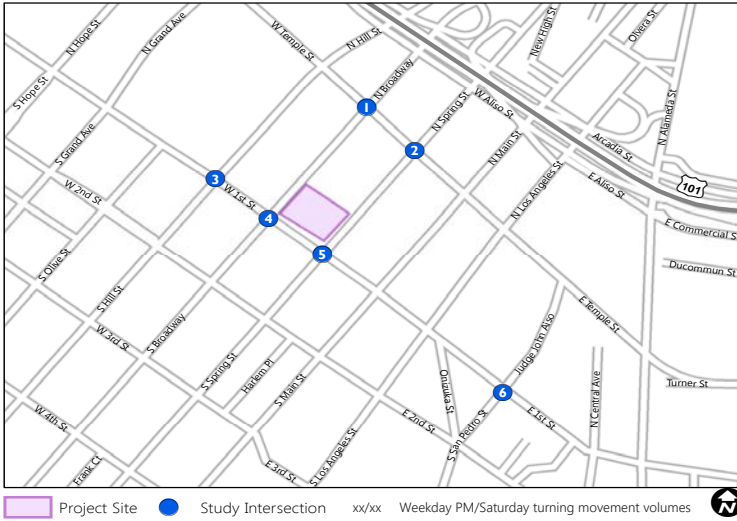 N Hope St
N Grand Ave
W Temple St
N Hill St
New High St
Olvera St
S Hope St
N Broadway
1
N Spring St
W Aliso St
N Alameda St
2
N Main St
Arcadia St
S Grand Ave
3
W 1st St
N Los Angeles St
E Aliso St
101
W 2nd St
4
E Commercial S
5
S Olive St
S Hill St
Ducommun St
S Broadway
E Temple St
W 3rd St
S Spring St
Harlem Pl
Judge John Aiso
S Main St
Onizuka St
Turner St
6
N Central Ave
W 4th St
E 2nd St
S San Pedro St
E 1st St
Frank Ct
E 3rd St
S Los Angeles St
Project Site
Study Intersection
xx/xx Weekday PM/Saturday turning movement volumes
N